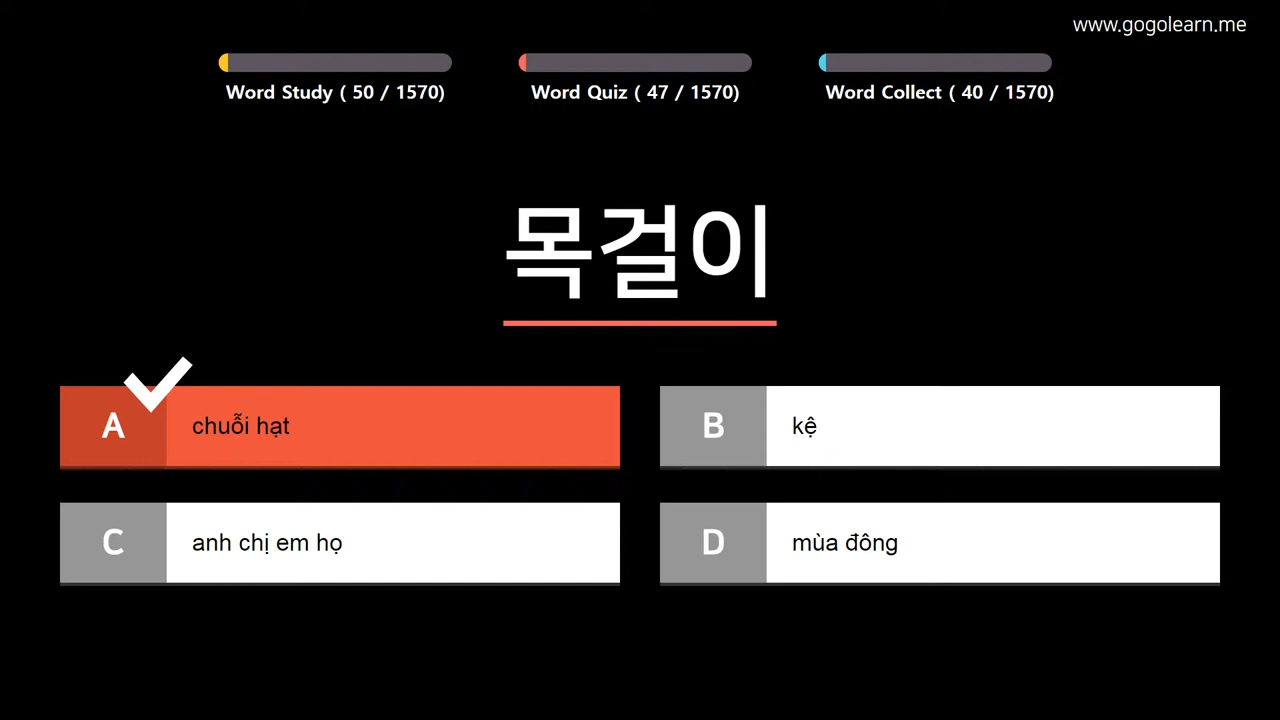 www.gogolearn.me
Word Study ( 50 / 1570)
Word Quiz ( 47 / 1570)
Word Collect ( 40 / 1570)
목걸이
A chuỗi hạt
B kệ
C anh chị em họ
D mùa đông